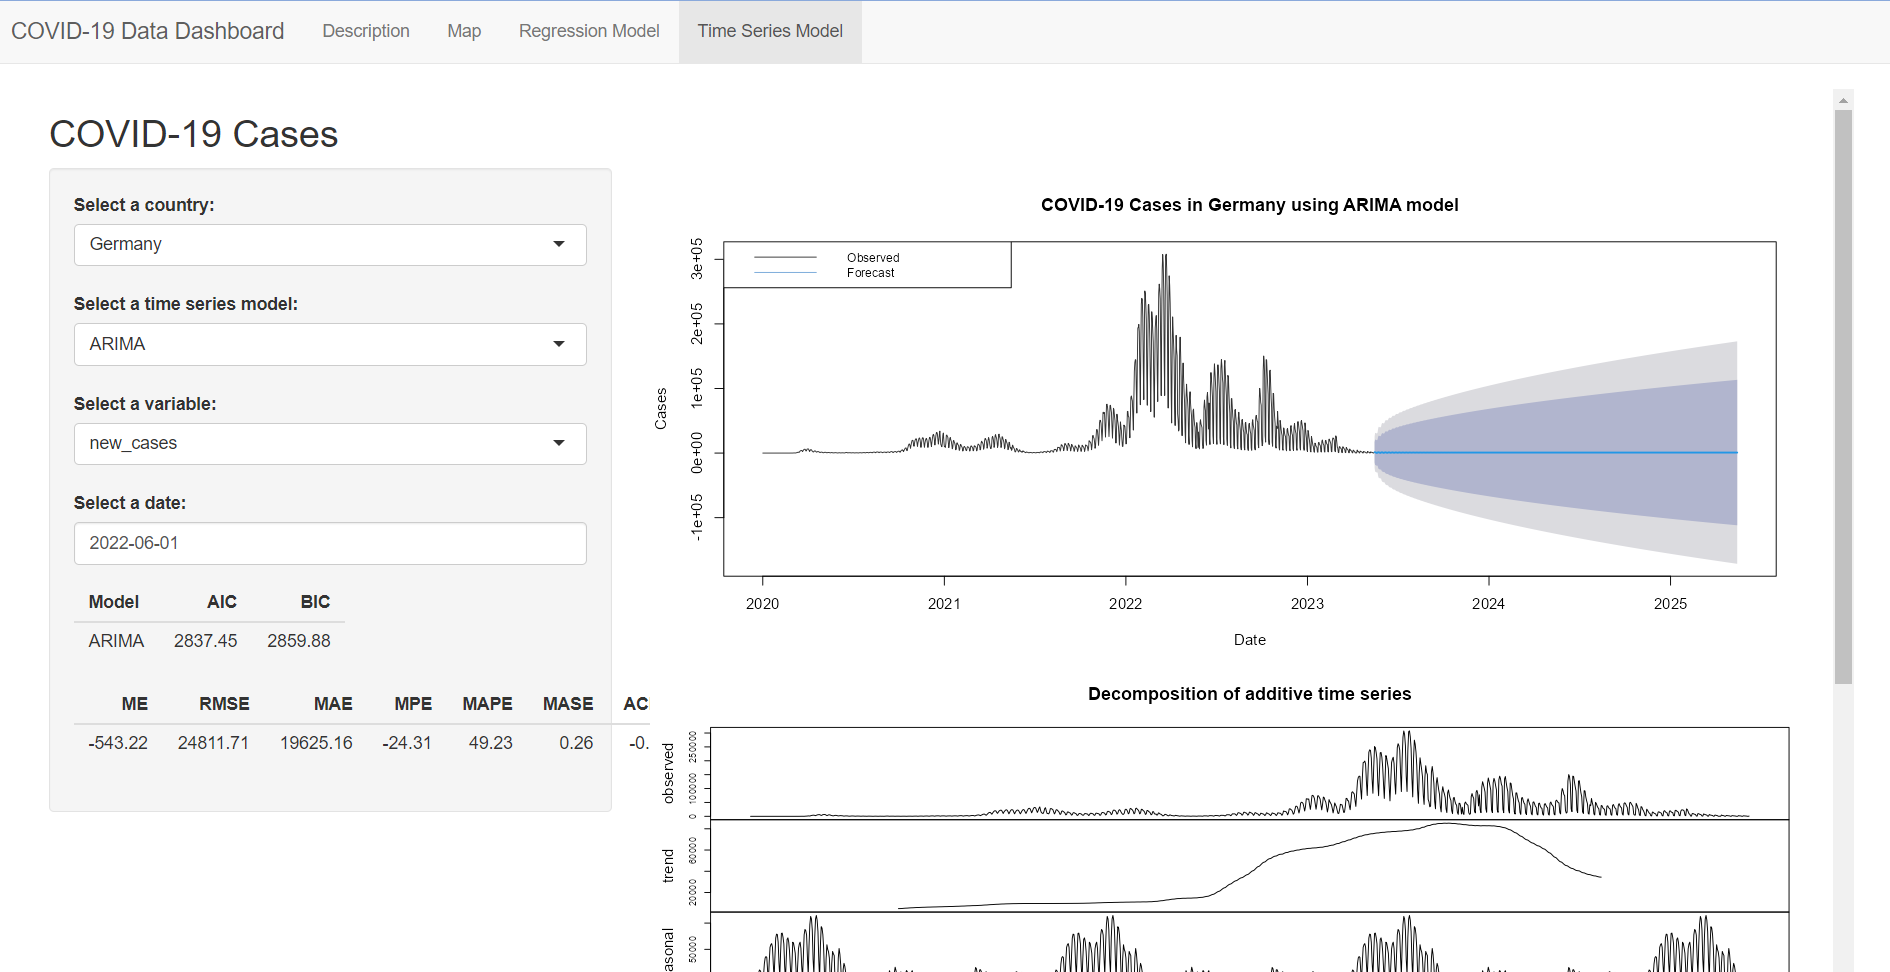 COVID-19 Data Dashboard Description Map Regression Model Time Series Model
COVID-19 Cases
Select a country:
Germany
Select a time series model:
ARIMA
Select a variable:
new_cases
Select a date:
2022-06-01
Model AIC BIC
ARIMA 2837.45 2859.88
ME RMSE MAE MPE MAPE MASE AC
-543.22 24811.71 19625.16 -24.31 49.23 0.26 -0.
COVID-19 Cases in Germany using ARIMA model
Observed
Forecast
Cases
3e+05
2e+05
1e+05
0e+00
-1e+05
2020 2021 2022 2023 2024 2025
Date
Decomposition of additive time series
observed
250000
100000
0
trend
60000
20000
asonal
50000